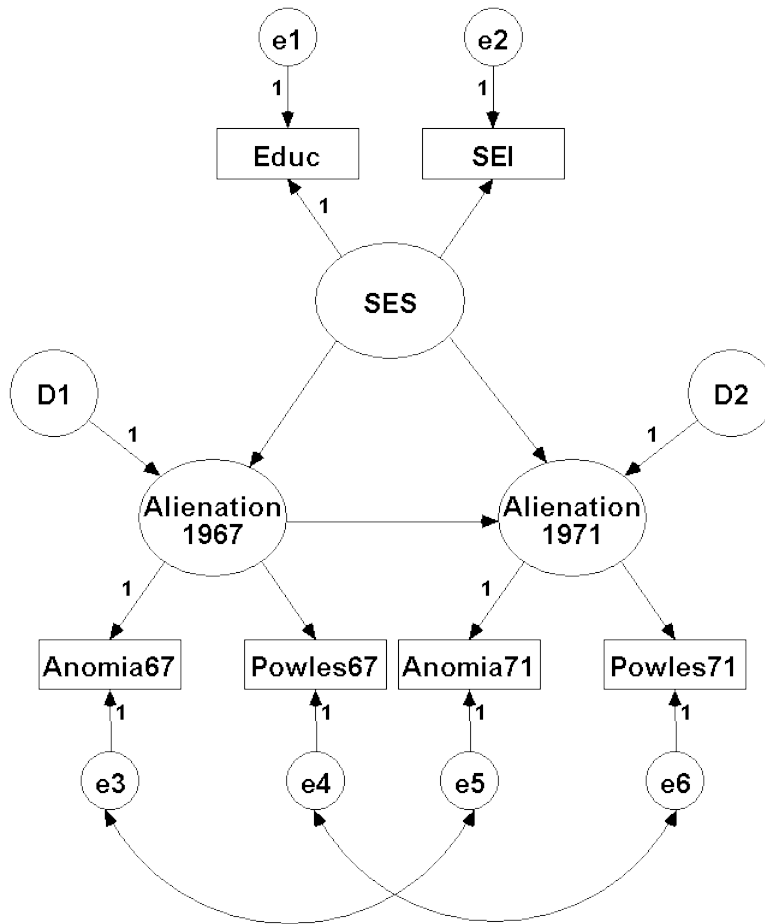 e1
e2
1
1
Educ
SEI
1
SES
D1
D2
1
1
Alienation
1967
Alienation
1971
1
1
Anomia67
Powles67
Anomia71
Powles71
1
1
1
1
e3
e4
e5
e6